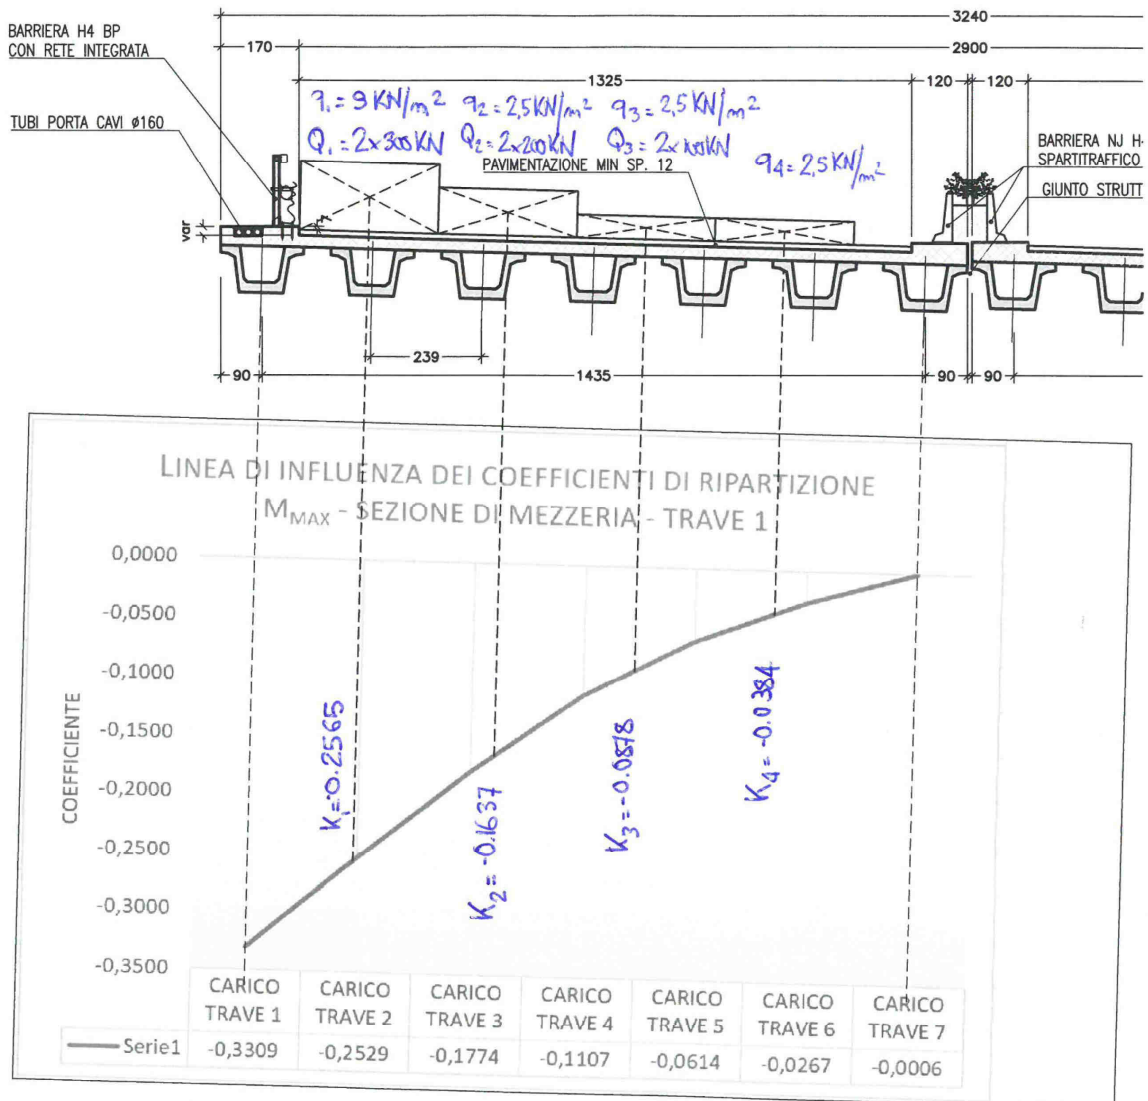 3240
BARRIERA H4 BP
CON RETE INTEGRATA
170
2900
1325
120
120
q1 = 9 KN/m² q2 = 2,5 KN/m² q3 = 2,5 KN/m²
TUBI PORTA CAVI ø160
Q1 = 2x300KN Q2 = 2x200KN Q3 = 2x100KN
PAVIMENTAZIONE MIN SP. 12
q4 = 2,5 KN/m²
BARRIERA NJ H
SPARTITRAFFICO
GIUNTO STRUTT
var
239
90
1435
90
90
LINEA DI INFLUENZA DEI COEFFICIENTI DI RIPARTIZIONE
MMAX - SEZIONE DI MEZZERIA - TRAVE 1
0,0000
-0,0500
-0,1000
-0,1500
-0,2000
-0,2500
-0,3000
-0,3500
COEFFICIENTE
K1=-0.2565
K2 = -0.1637
K3 = -0.0878
K4 = -0.0384
CARICO TRAVE 1 CARICO TRAVE 2 CARICO TRAVE 3 CARICO TRAVE 4 CARICO TRAVE 5 CARICO TRAVE 6 CARICO TRAVE 7
Serie1 -0,3309 -0,2529 -0,1774 -0,1107 -0,0614 -0,0267 -0,0006